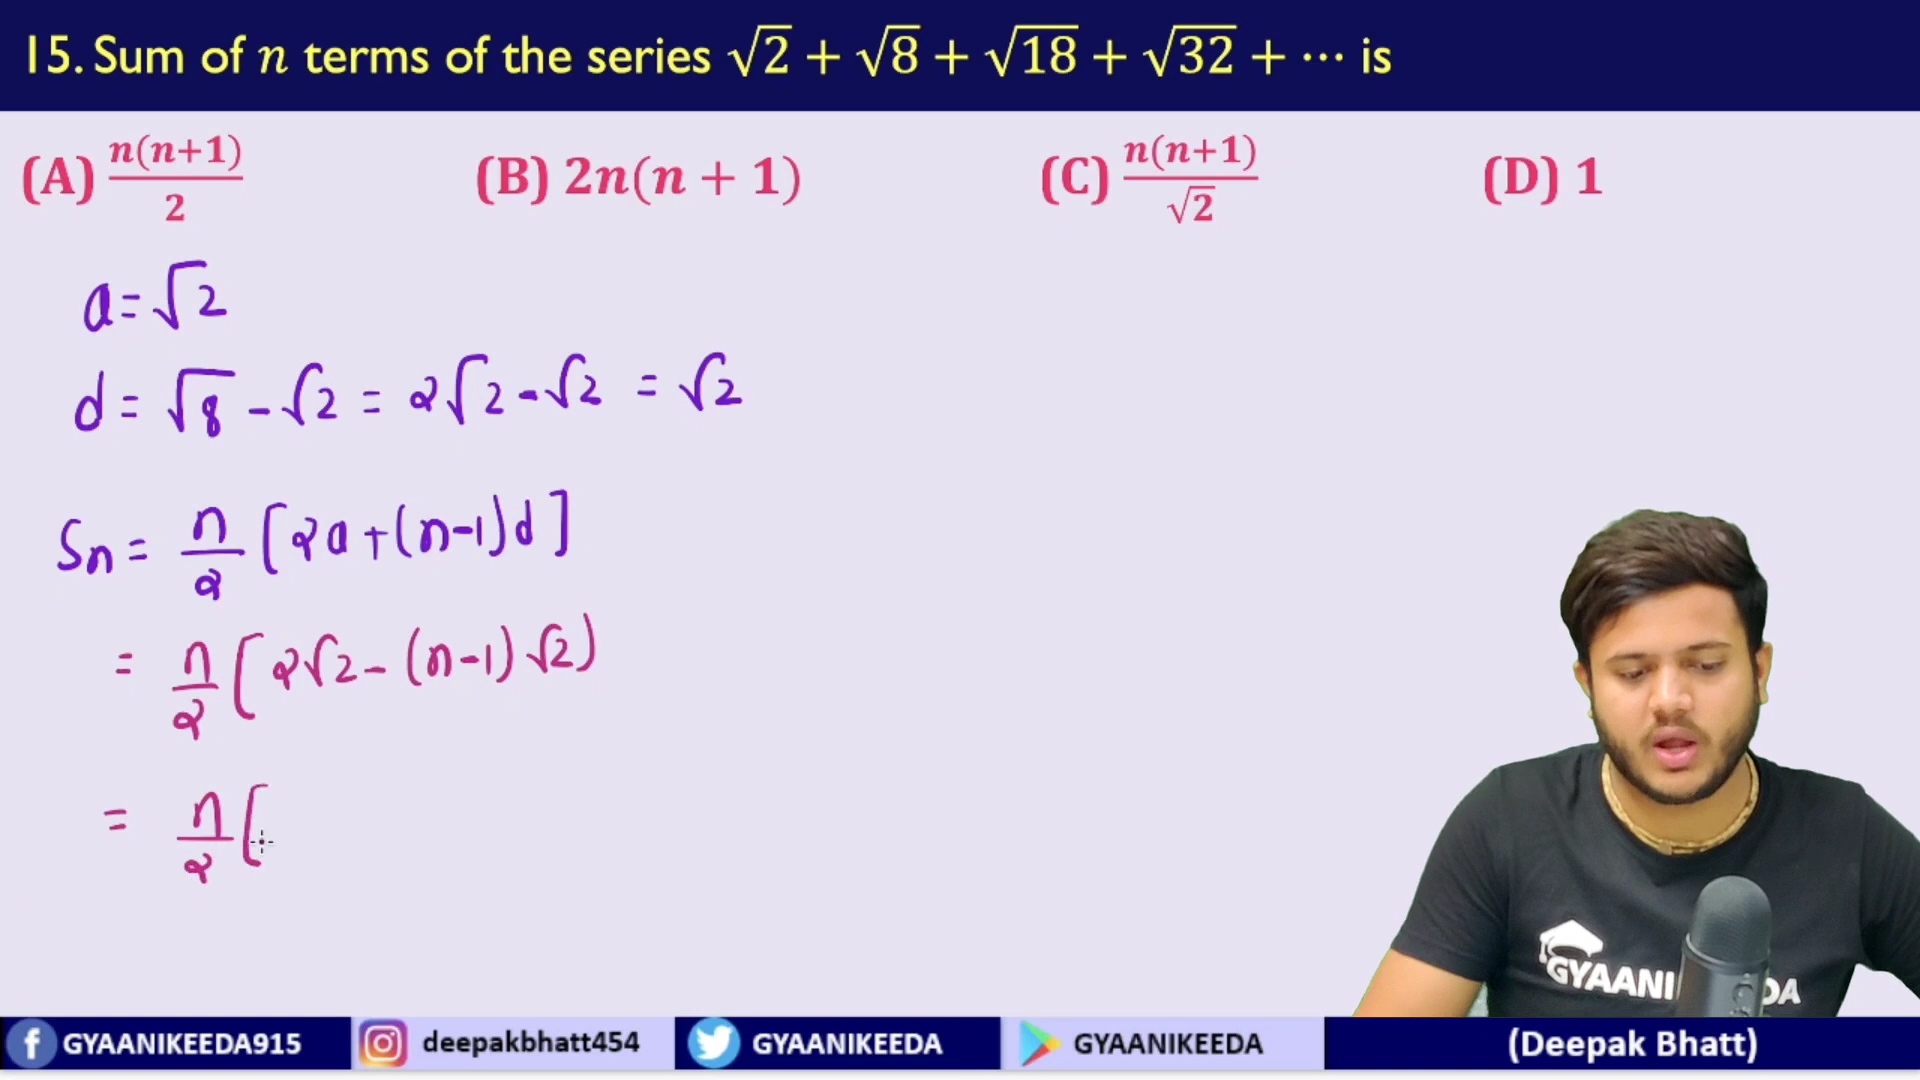 15. Sum of n terms of the series √2 + √8 + √18 + √32 + ⋯ is
(A) n(n+1)/2 (B) 2n(n + 1) (C) n(n+1)/√2 (D) 1
a = √2
d = √8 - √2 = 2√2 - √2 = √2
Sn = n/2 [2a + (n-1)d]
= n/2 [2√2 - (n-1)√2)
= n/2 [
GYAANI DA
GYAANIKEEDA915 deepakbhatt454 GYAANIKEEDA GYAANIKEEDA (Deepak Bhatt)